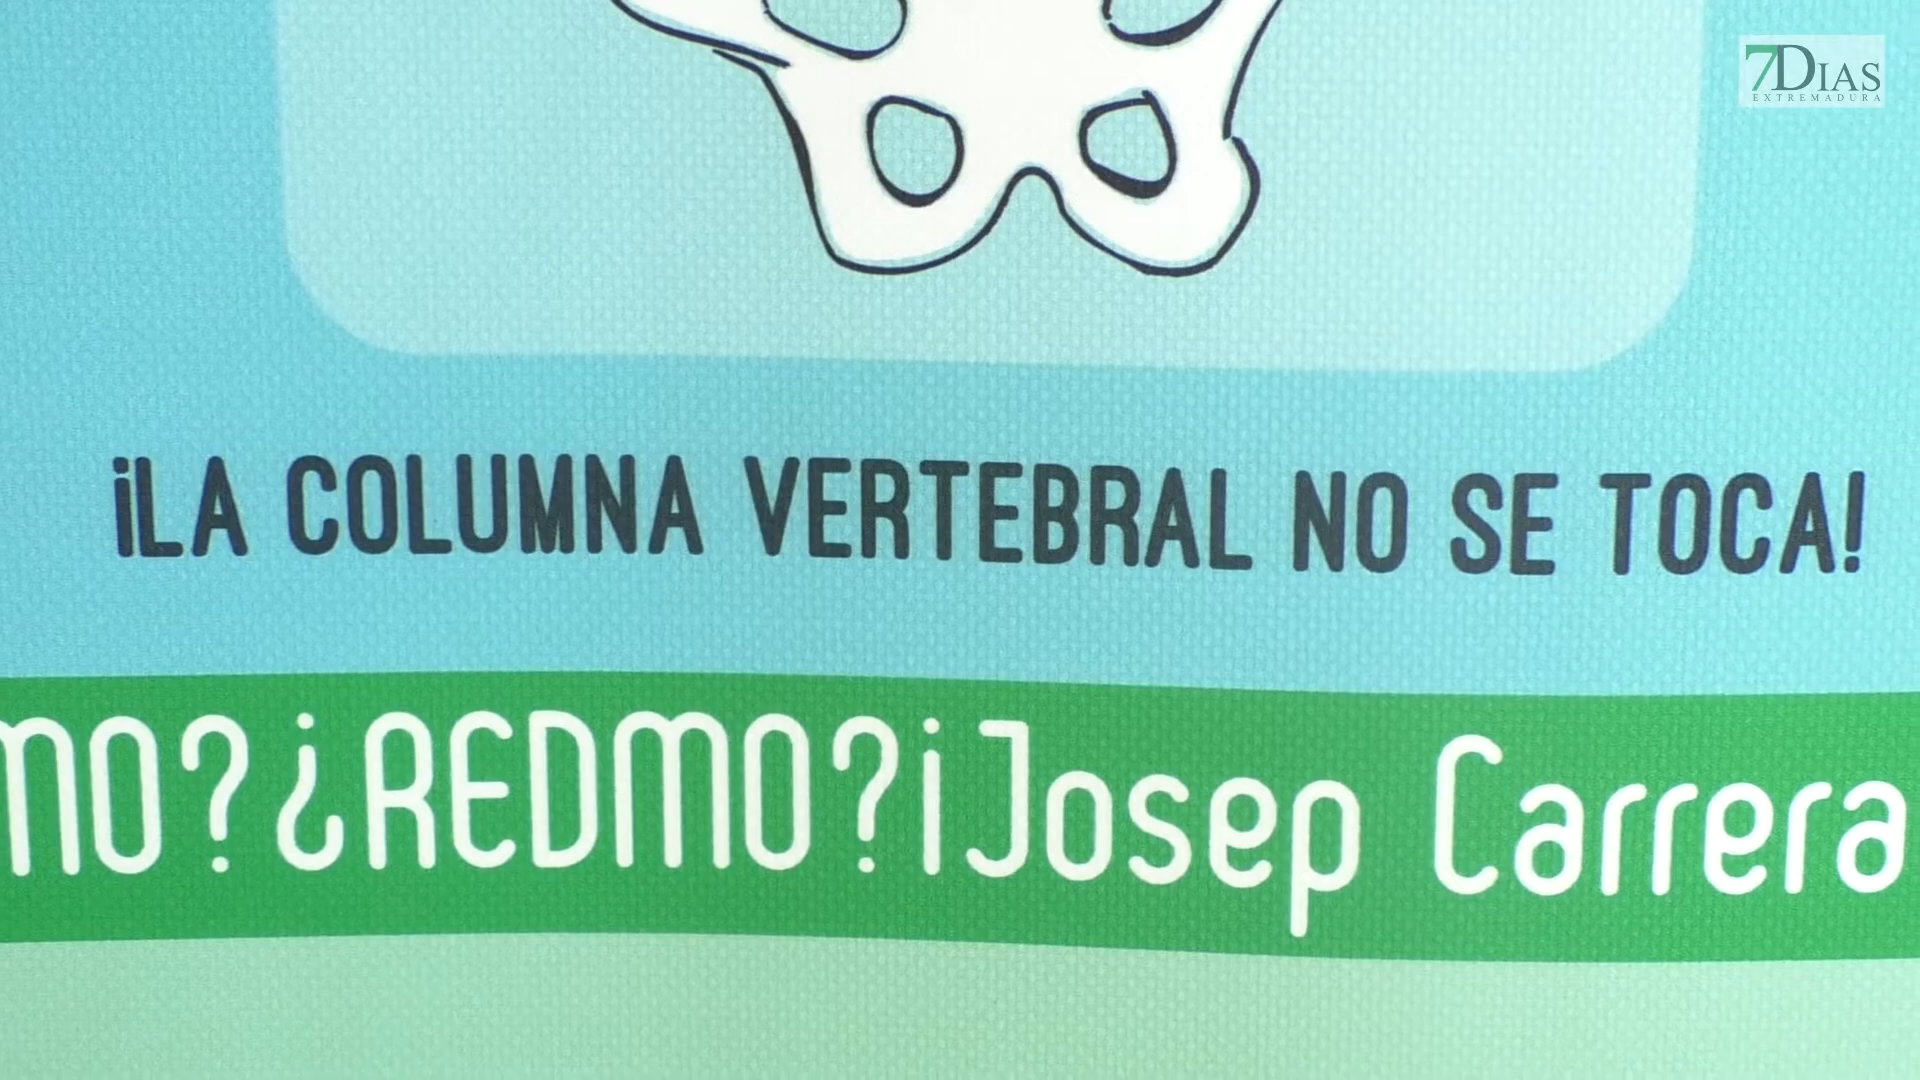 7DIAS
EXTREMADURA
¡LA COLUMNA VERTEBRAL NO SE TOCA!
MO?¿REDMO?¡Josep Carrera